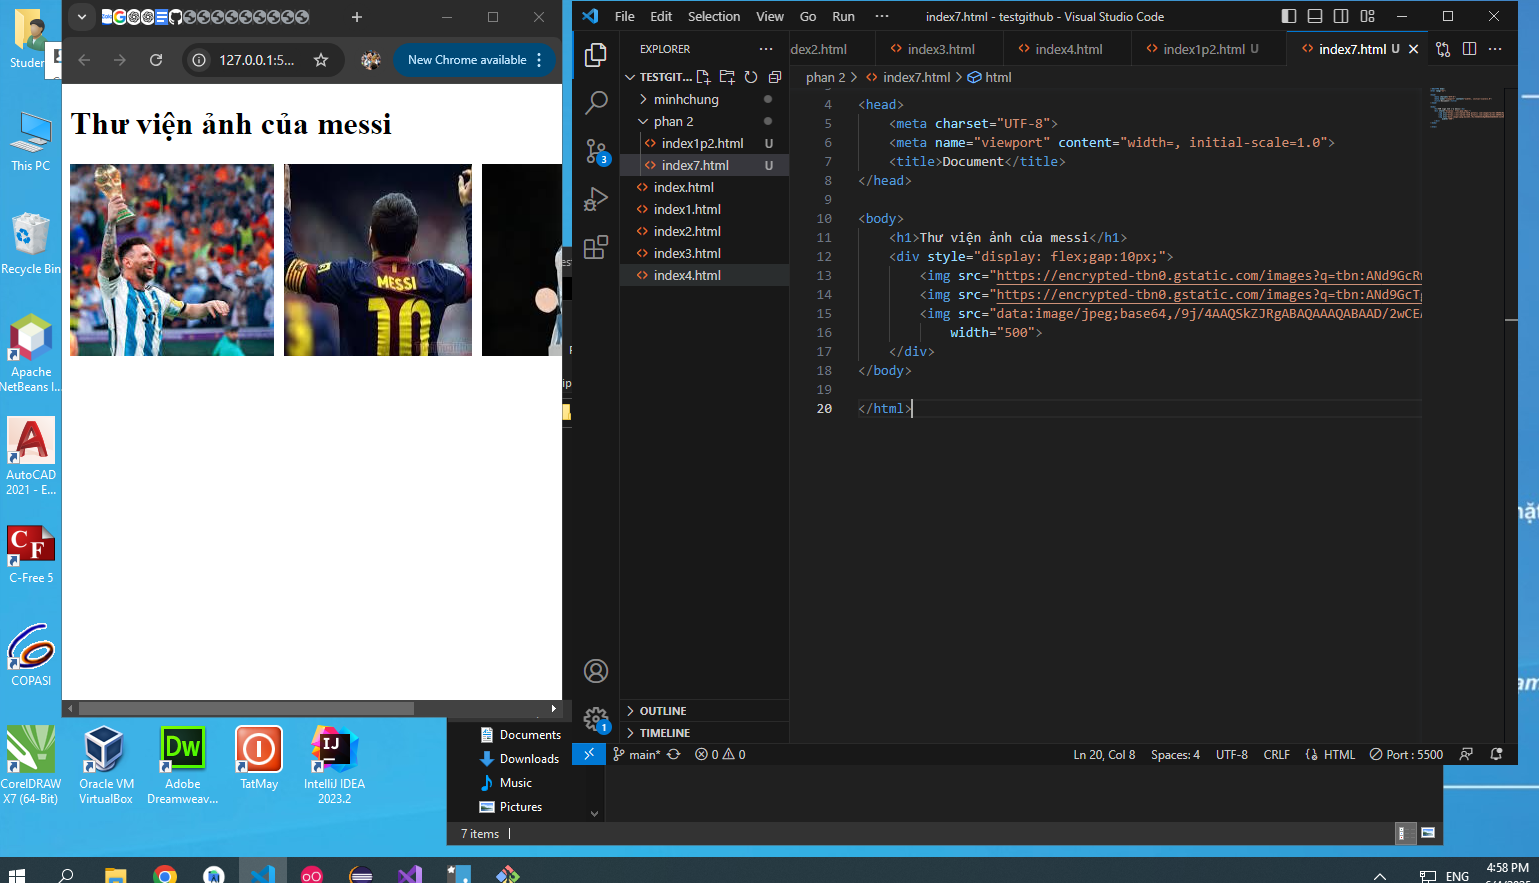 Studer
This PC
Recycle Bin
Apache
NetBeans I...
AutoCAD
2021 - E...
C-Free 5
COPASI
CorelDRAW
X7 (64-Bit)
Oracle VM
VirtualBox
Adobe
Dreamweav...
TatMay
IntelliJ IDEA
2023.2
127.0.0.1:5...
New Chrome available
Thư viện ảnh của messi
MESSI
10
File Edit Selection View Go Run ···
index7.html - testgithub - Visual Studio Code
EXPLORER
TESTGIT...
minhchung
phan 2
index1p2.html U
index7.html U
index.html
index1.html
index2.html
index3.html
index4.html
OUTLINE
TIMELINE
dex2.html index3.html index4.html index1p2.html U index7.html U
phan 2 > index7.html > html
4 <head>
5 <meta charset="UTF-8">
6 <meta name="viewport" content="width=, initial-scale=1.0">
7 <title>Document</title>
8 </head>
9
10 <body>
11 <h1>Thư viện ảnh của messi</h1>
12 <div style="display: flex;gap:10px;">
13 <img src="https://encrypted-tbn0.gstatic.com/images?q=tbn:ANd9GcRr
14 <img src="https://encrypted-tbn0.gstatic.com/images?q=tbn:ANd9GcTg
15 <img src="data:image/jpeg;base64,/9j/4AAQSkZJRgABAQAAAQABAAD/2wCEA
16 width="500">
17 </div>
18 </body>
19
20 </html>
3
1
main* 0 0 Ln 20, Col 8 Spaces: 4 UTF-8 CRLF HTML Port : 5500
Documents
Downloads
Music
Pictures
7 items
ENG
4:58 PM